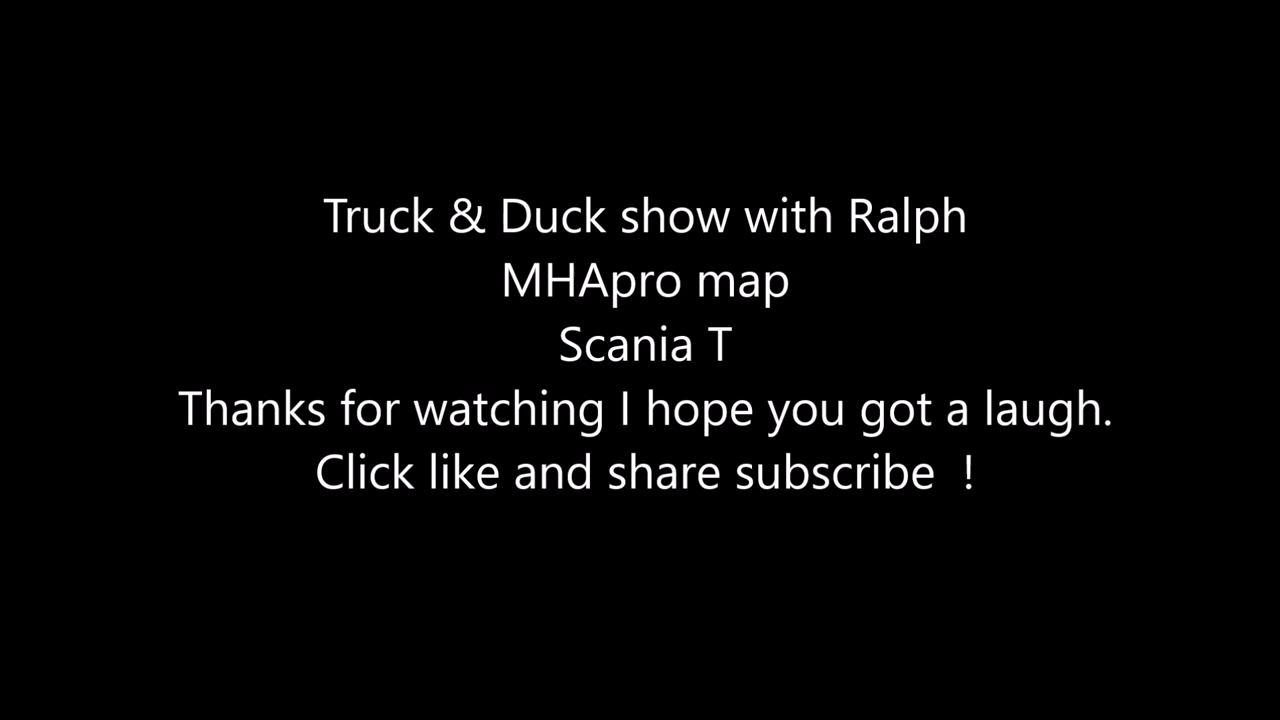 Truck & Duck show with Ralph
MHApro map
Scania T
Thanks for watching I hope you got a laugh.
Click like and share subscribe  !